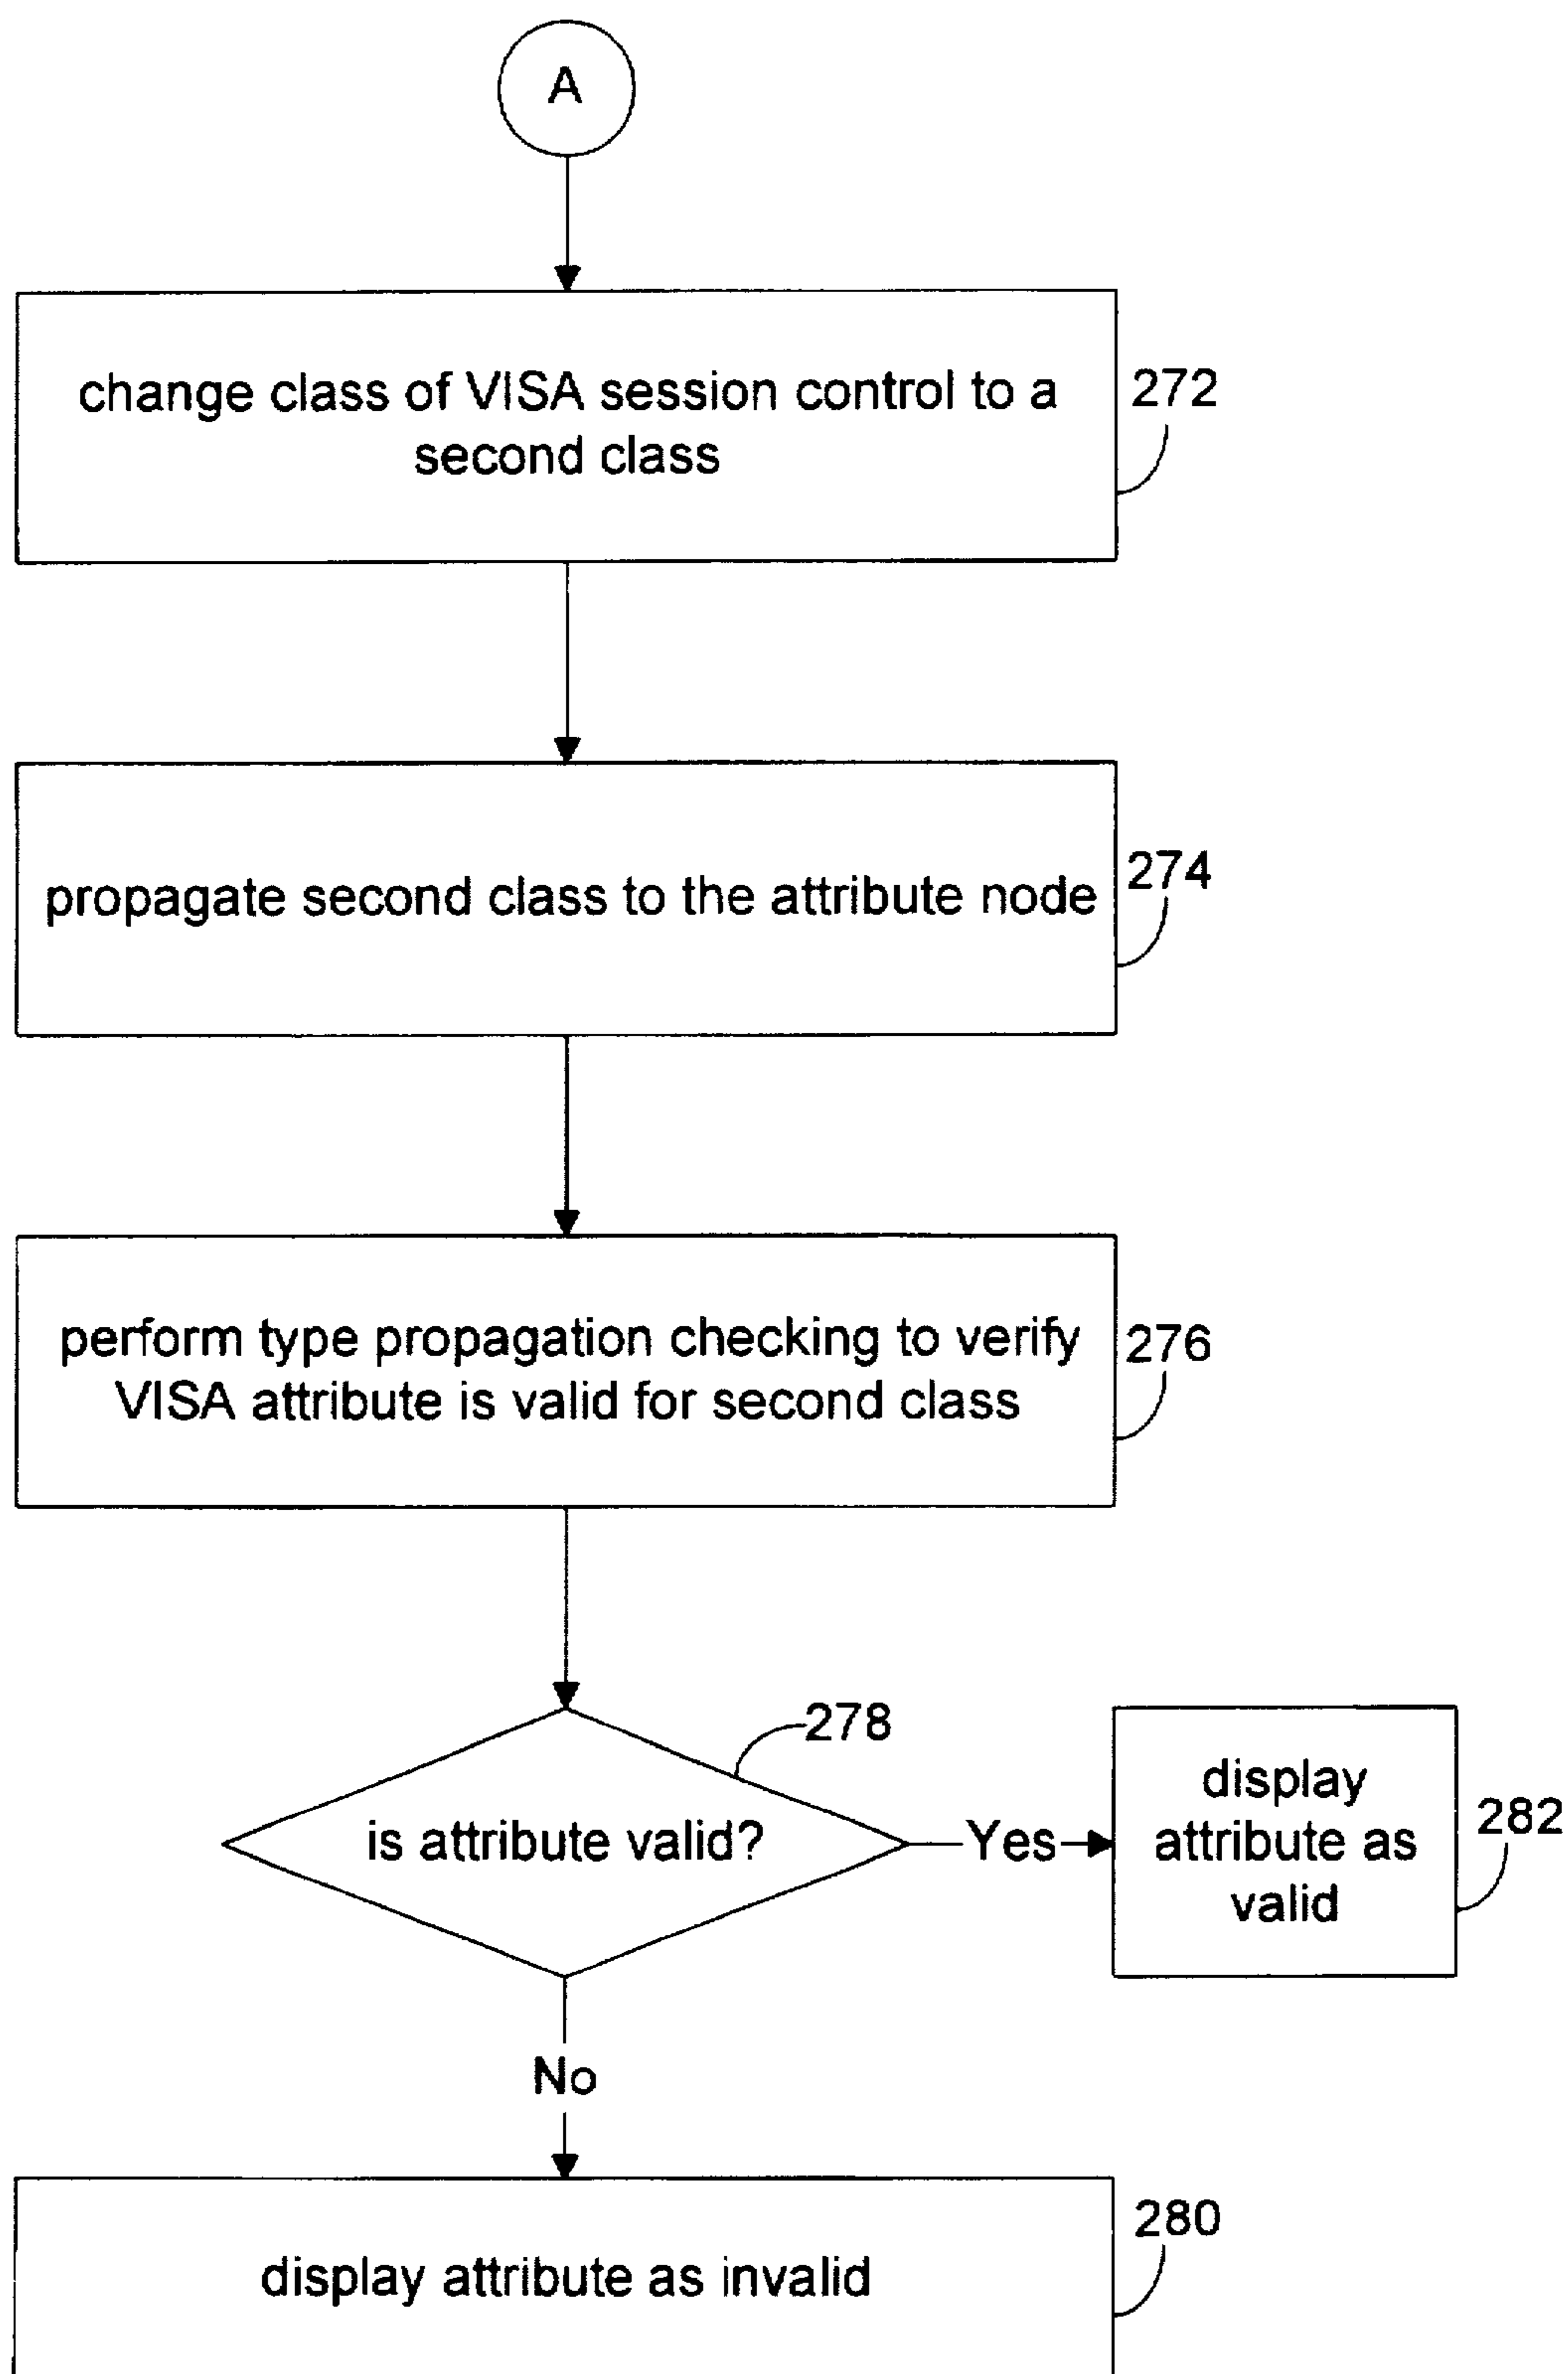 A
change class of VISA session control to a
second class
272
propagate second class to the attribute node
274
perform type propagation checking to verify
VISA attribute is valid for second class
276
278
is attribute valid?
Yes
display
attribute as
valid
282
No
display attribute as invalid
280